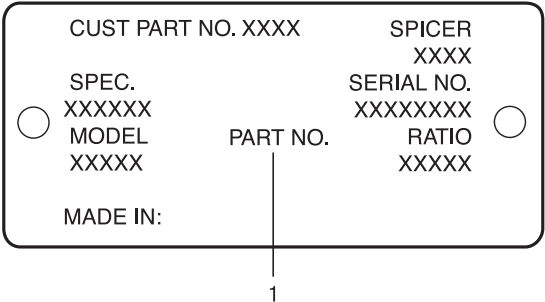 CUST PART NO. XXXX SPICER
XXXX
SPEC. SERIAL NO.
XXXXXX XXXXXXXX
MODEL PART NO. RATIO
XXXXX XXXXX
MADE IN:
1